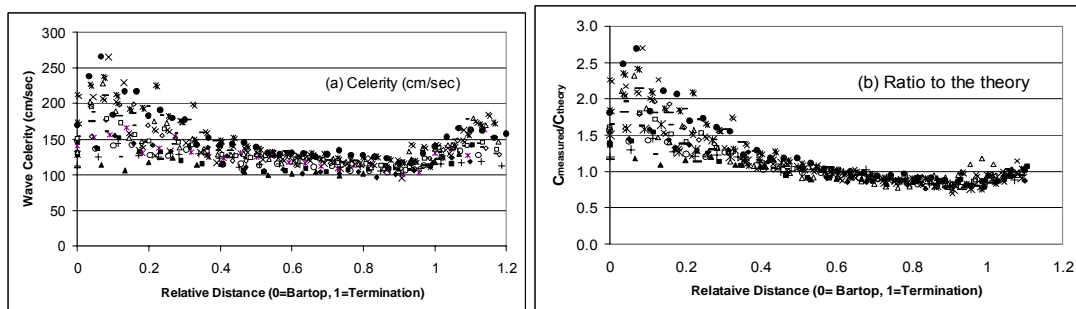 300
250
200
150
100
50
0
Wave Celerity (cm/sec)
(a) Celerity (cm/sec)
0 0.2 0.4 0.6 0.8 1 1.2
Relative Distance (0=Bartop, 1=Termination)
3.0
2.5
2.0
1.5
1.0
0.5
0.0
Cmeasured/Ctheory
(b) Ratio to the theory
0 0.2 0.4 0.6 0.8 1 1.2
Relataive Distance (0= Bartop, 1=Termination)